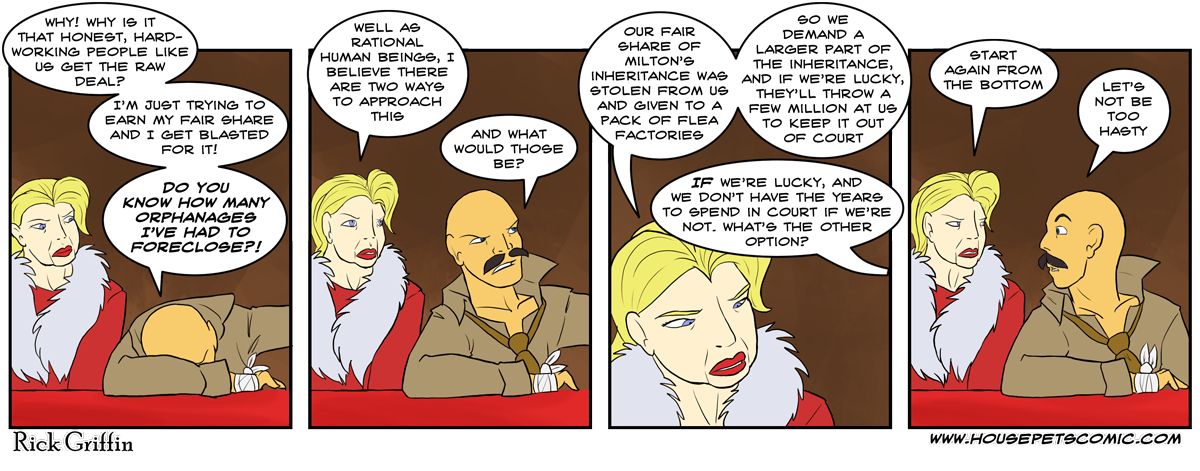 WHY! WHY IS IT
THAT HONEST, HARD-
WORKING PEOPLE LIKE
US GET THE RAW
DEAL?
I'M JUST TRYING TO
EARN MY FAIR SHARE
AND I GET BLASTED
FOR IT!
DO YOU
KNOW HOW MANY
ORPHANAGES
I'VE HAD TO
FORECLOSE?!
WELL AS
RATIONAL
HUMAN BEINGS, I
BELIEVE THERE
ARE TWO WAYS
TO APPROACH
THIS
AND WHAT
WOULD THOSE
BE?
OUR FAIR
SHARE OF
MILTON'S
INHERITANCE WAS
STOLEN FROM US
AND GIVEN TO A
PACK OF FLEA
FACTORIES
SO WE
DEMAND A
LARGER PART OF
THE INHERITANCE,
AND IF WE'RE LUCKY,
THEY'LL THROW A
FEW MILLION AT US
TO KEEP IT OUT
OF COURT
IF WE'RE LUCKY, AND
WE DON'T HAVE THE YEARS
TO SPEND IN COURT IF WE'RE
NOT. WHAT'S THE OTHER
OPTION?
START
AGAIN FROM
THE BOTTOM
LET'S
NOT BE
TOO
HASTY
RICK GRIFFIN
WWW.HOUSEPETSCOMIC.COM